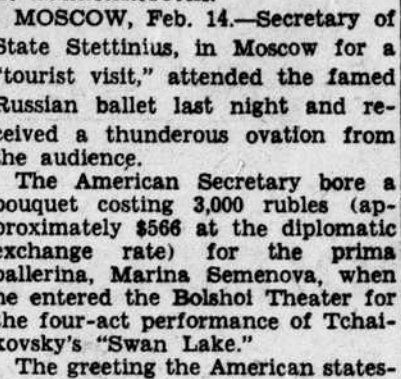 MOSCOW, Feb. 14.—Secretary of
State Stettinius, in Moscow for a
"tourist visit," attended the famed
Russian ballet last night and re-
ceived a thunderous ovation from
the audience.
The American Secretary bore a
bouquet costing 3,000 rubles (ap-
proximately $566 at the diplomatic
exchange rate) for the prima
ballerina, Marina Semenova, when
he entered the Bolshoi Theater for
the four-act performance of Tchai-
kovsky's "Swan Lake."
The greeting the American states-